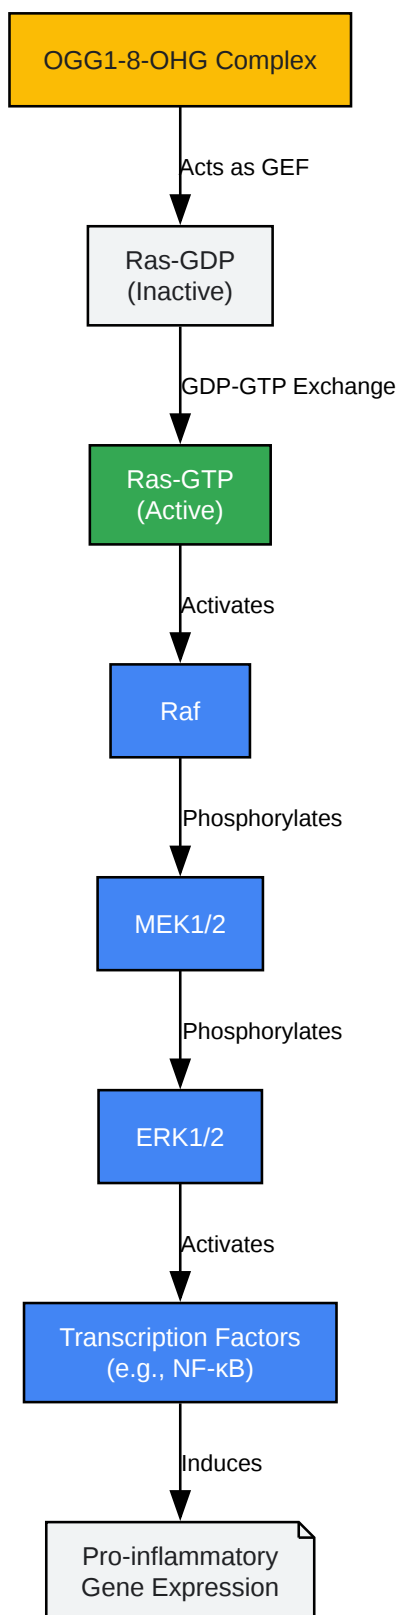 OGG1-8-OHG Complex
Acts as GEF
Ras-GDP
(Inactive)
GDP-GTP Exchange
Ras-GTP
(Active)
Activates
Raf
Phosphorylates
MEK1/2
Phosphorylates
ERK1/2
Activates
Transcription Factors
(e.g., NF-κB)
Induces
Pro-inflammatory
Gene Expression